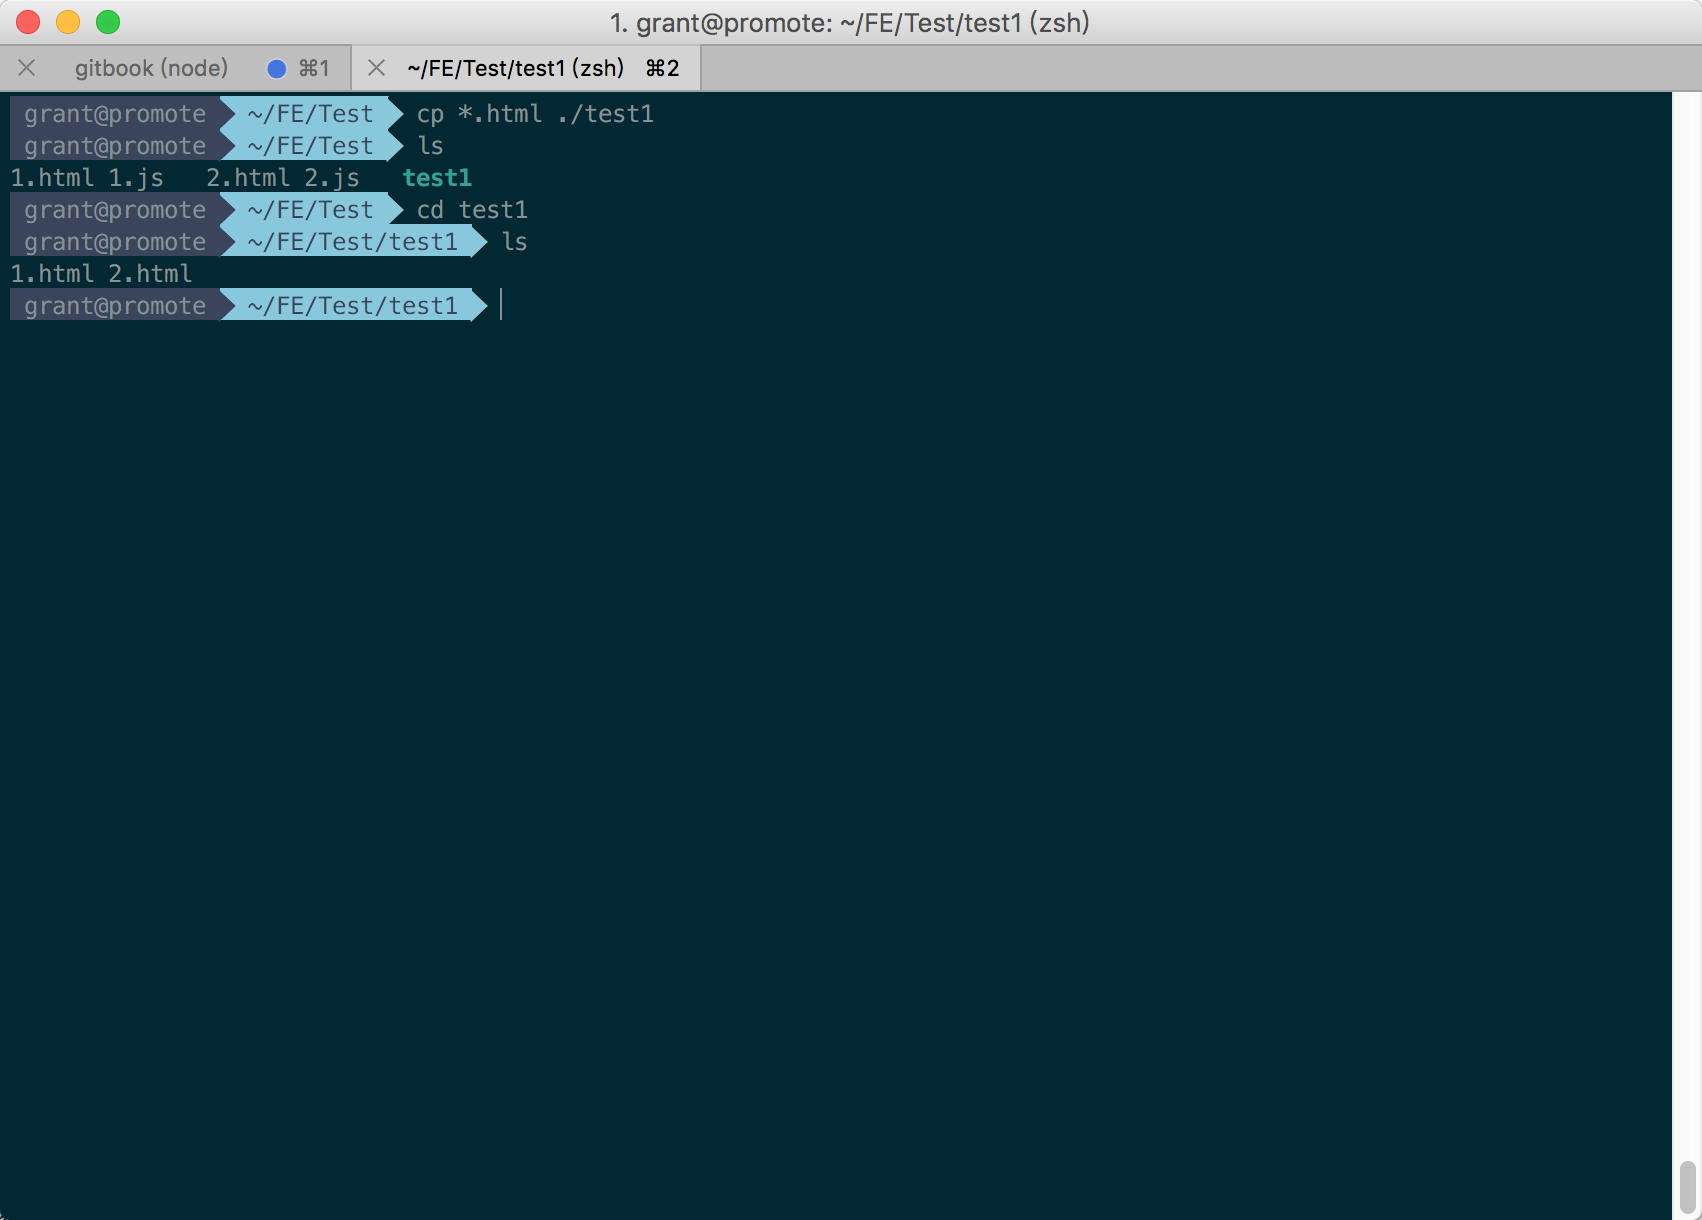 1. grant@promote: ~/FE/Test/test1 (zsh)
gitbook (node) ⌘1 ~/FE/Test/test1 (zsh) ⌘2
grant@promote ~/FE/Test cp *.html ./test1
grant@promote ~/FE/Test ls
1.html 1.js 2.html 2.js test1
grant@promote ~/FE/Test cd test1
grant@promote ~/FE/Test/test1 ls
1.html 2.html
grant@promote ~/FE/Test/test1